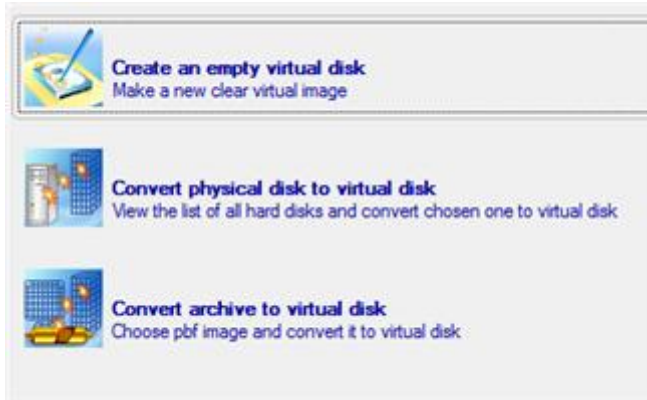 Create an empty virtual disk
Make a new clear virtual image
Convert physical disk to virtual disk
View the list of all hard disks and convert chosen one to virtual disk
Convert archive to virtual disk
Choose pbf image and convert it to virtual disk